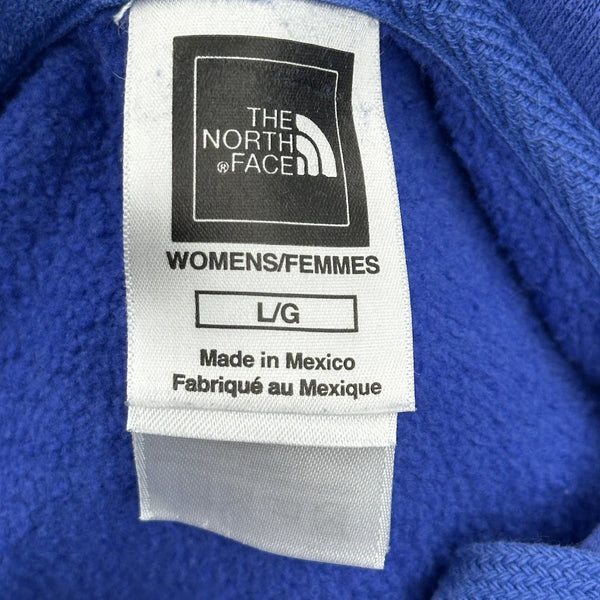 THE
NORTH
® FACE
WOMENS/FEMMES
L/G
Made in Mexico
Fabriqué au Mexique